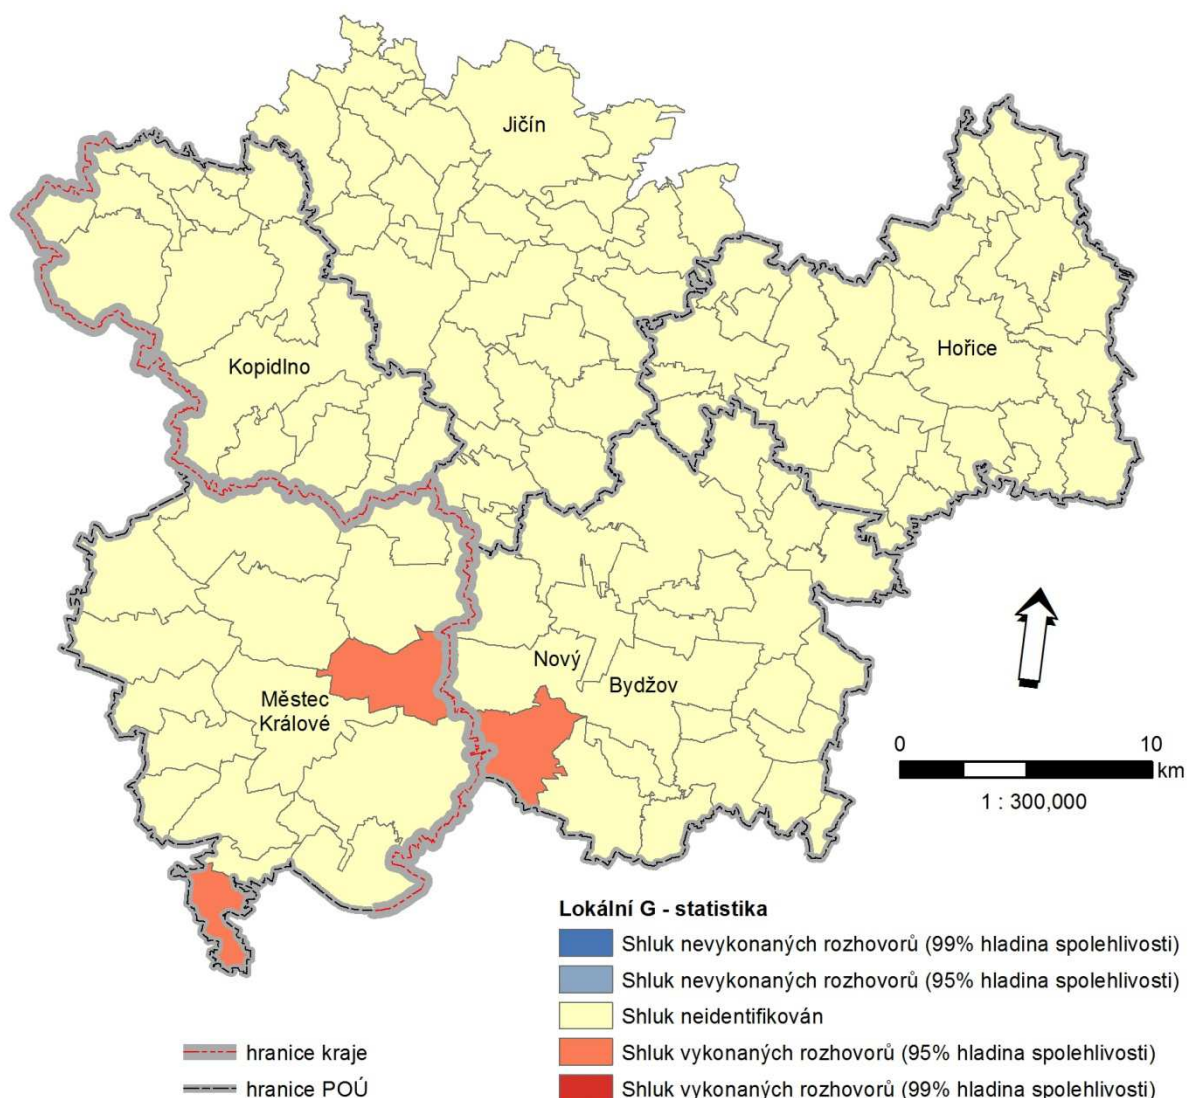 Jičín
Hořice
Kopidlno
Nový
Bydžov
Městec
Králové
0 10
km
1 : 300,000
Lokální G - statistika
Shluk nevykonaných rozhovorů (99% hladina spolehlivosti)
Shluk nevykonaných rozhovorů (95% hladina spolehlivosti)
Shluk neidentifikován
Shluk vykonaných rozhovorů (95% hladina spolehlivosti)
Shluk vykonaných rozhovorů (99% hladina spolehlivosti)
hranice kraje
hranice POÚ